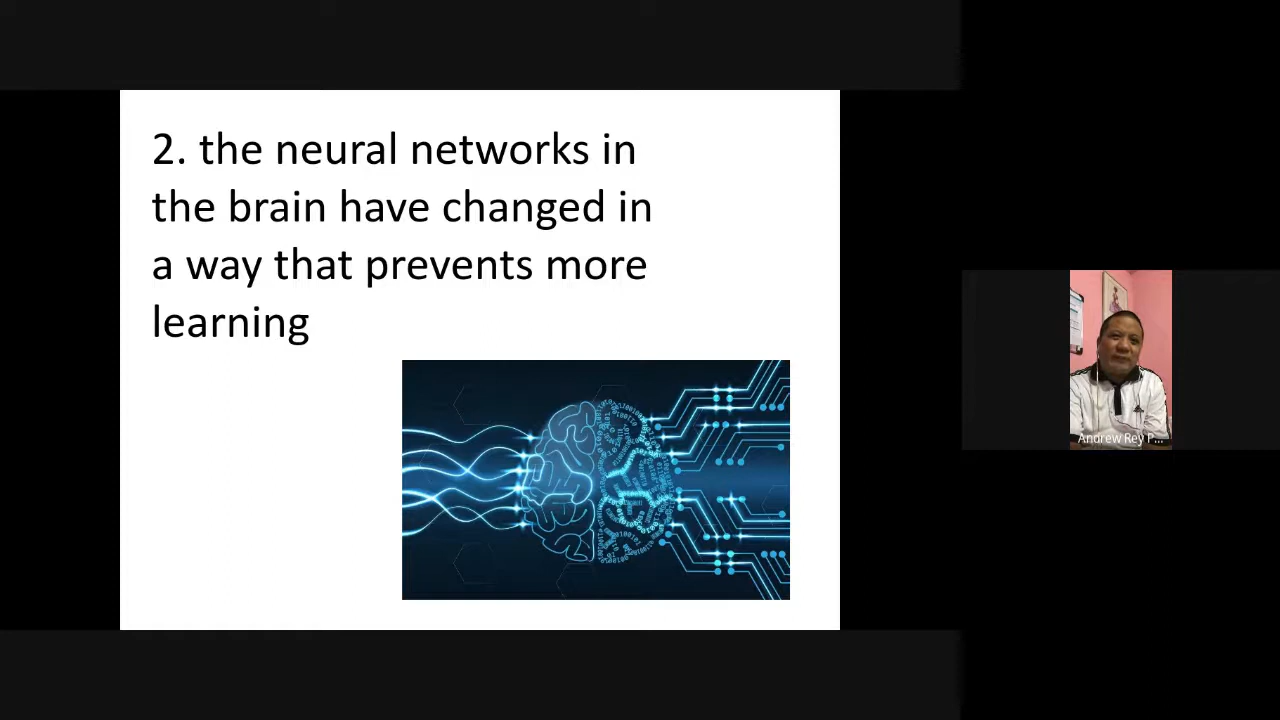 2. the neural networks in
the brain have changed in
a way that prevents more
learning
Andrew Rey P...